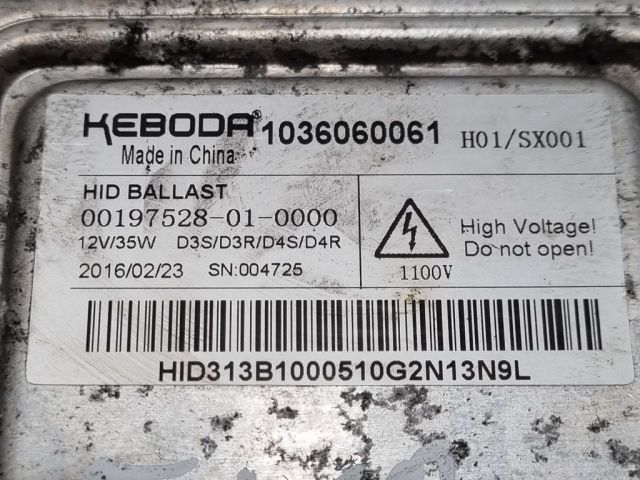 KEBODA® 1036060061 H01/SX001
Made in China
HID BALLAST
00197528-01-0000
12V/35W D3S/D3R/D4S/D4R
2016/02/23 SN:004725
High Voltage!
Do not open!
1100V
HID313B1000510G2N13N9L